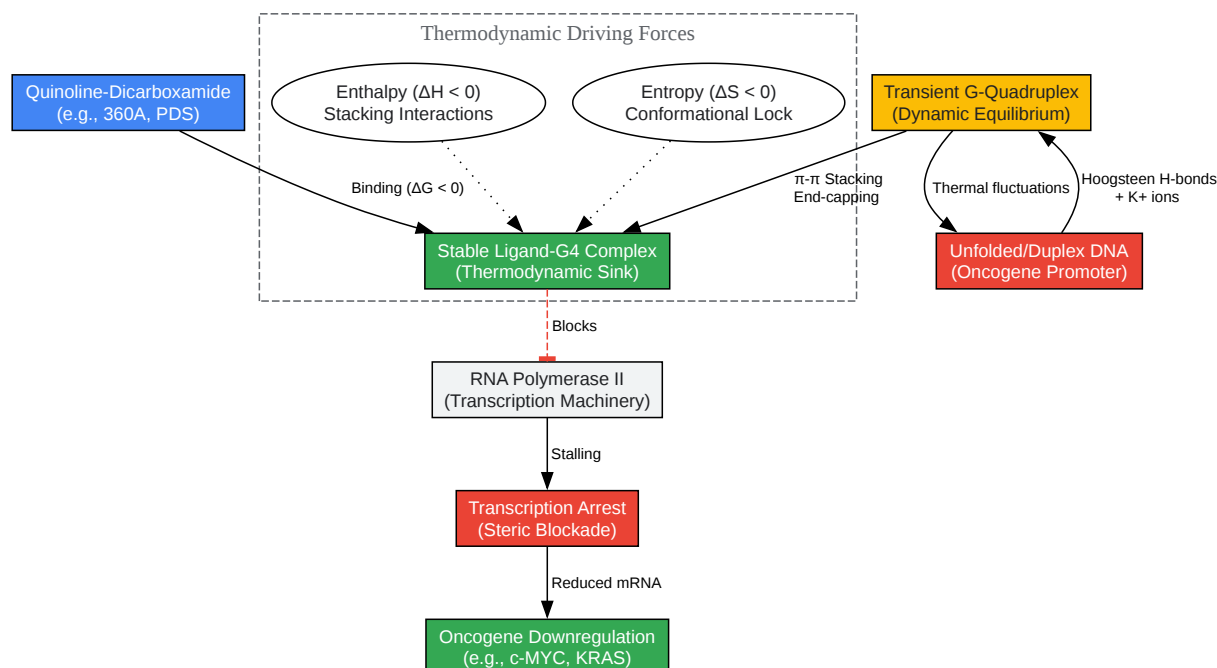 Thermodynamic Driving Forces
Quinoline-Dicarboxamide
(e.g., 360A, PDS)
Enthalpy (ΔH < 0)
Stacking Interactions
Entropy (ΔS < 0)
Conformational Lock
Transient G-Quadruplex
(Dynamic Equilibrium)
Binding (ΔG < 0)
π-π Stacking
End-capping
Thermal fluctuations
Hoogsteen H-bonds
+ K+ ions
Stable Ligand-G4 Complex
(Thermodynamic Sink)
Unfolded/Duplex DNA
(Oncogene Promoter)
Blocks
RNA Polymerase II
(Transcription Machinery)
Stalling
Transcription Arrest
(Steric Blockade)
Reduced mRNA
Oncogene Downregulation
(e.g., c-MYC, KRAS)